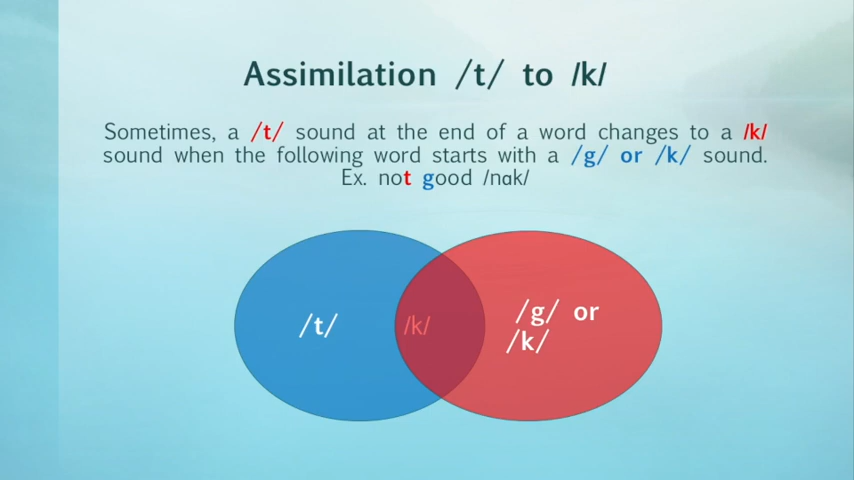 Assimilation /t/ to /k/
Sometimes, a /t/ sound at the end of a word changes to a /k/
sound when the following word starts with a /g/ or /k/ sound.
Ex. not good /nɑk/
/t/
/k/
/g/ or
/k/